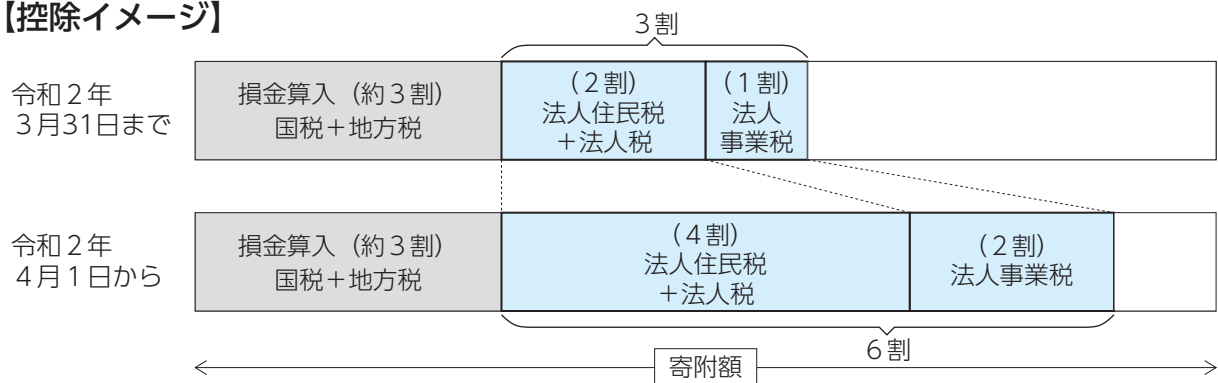 【控除イメージ】
3割
令和２年
３月31日まで
損金算入（約３割）
国税＋地方税
（２割）
法人住民税
＋法人税
（１割）
法人
事業税
令和２年
４月１日から
損金算入（約３割）
国税＋地方税
（４割）
法人住民税
＋法人税
（２割）
法人事業税
6割
寄附額